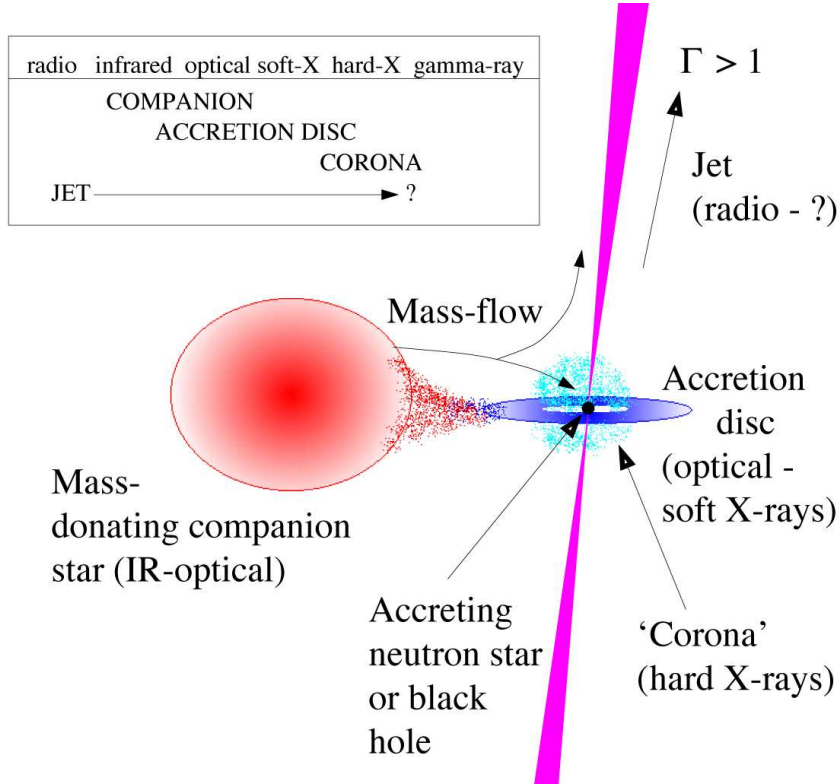 radio infrared optical soft-X hard-X gamma-ray
COMPANION
ACCRETION DISC
CORONA
JET ?
Γ > 1
Jet
(radio - ?)
Mass-flow
Accretion
disc
(optical -
soft X-rays)
Mass-
donating companion
star (IR-optical)
Accreting
neutron star
or black
hole
‘Corona’
(hard X-rays)